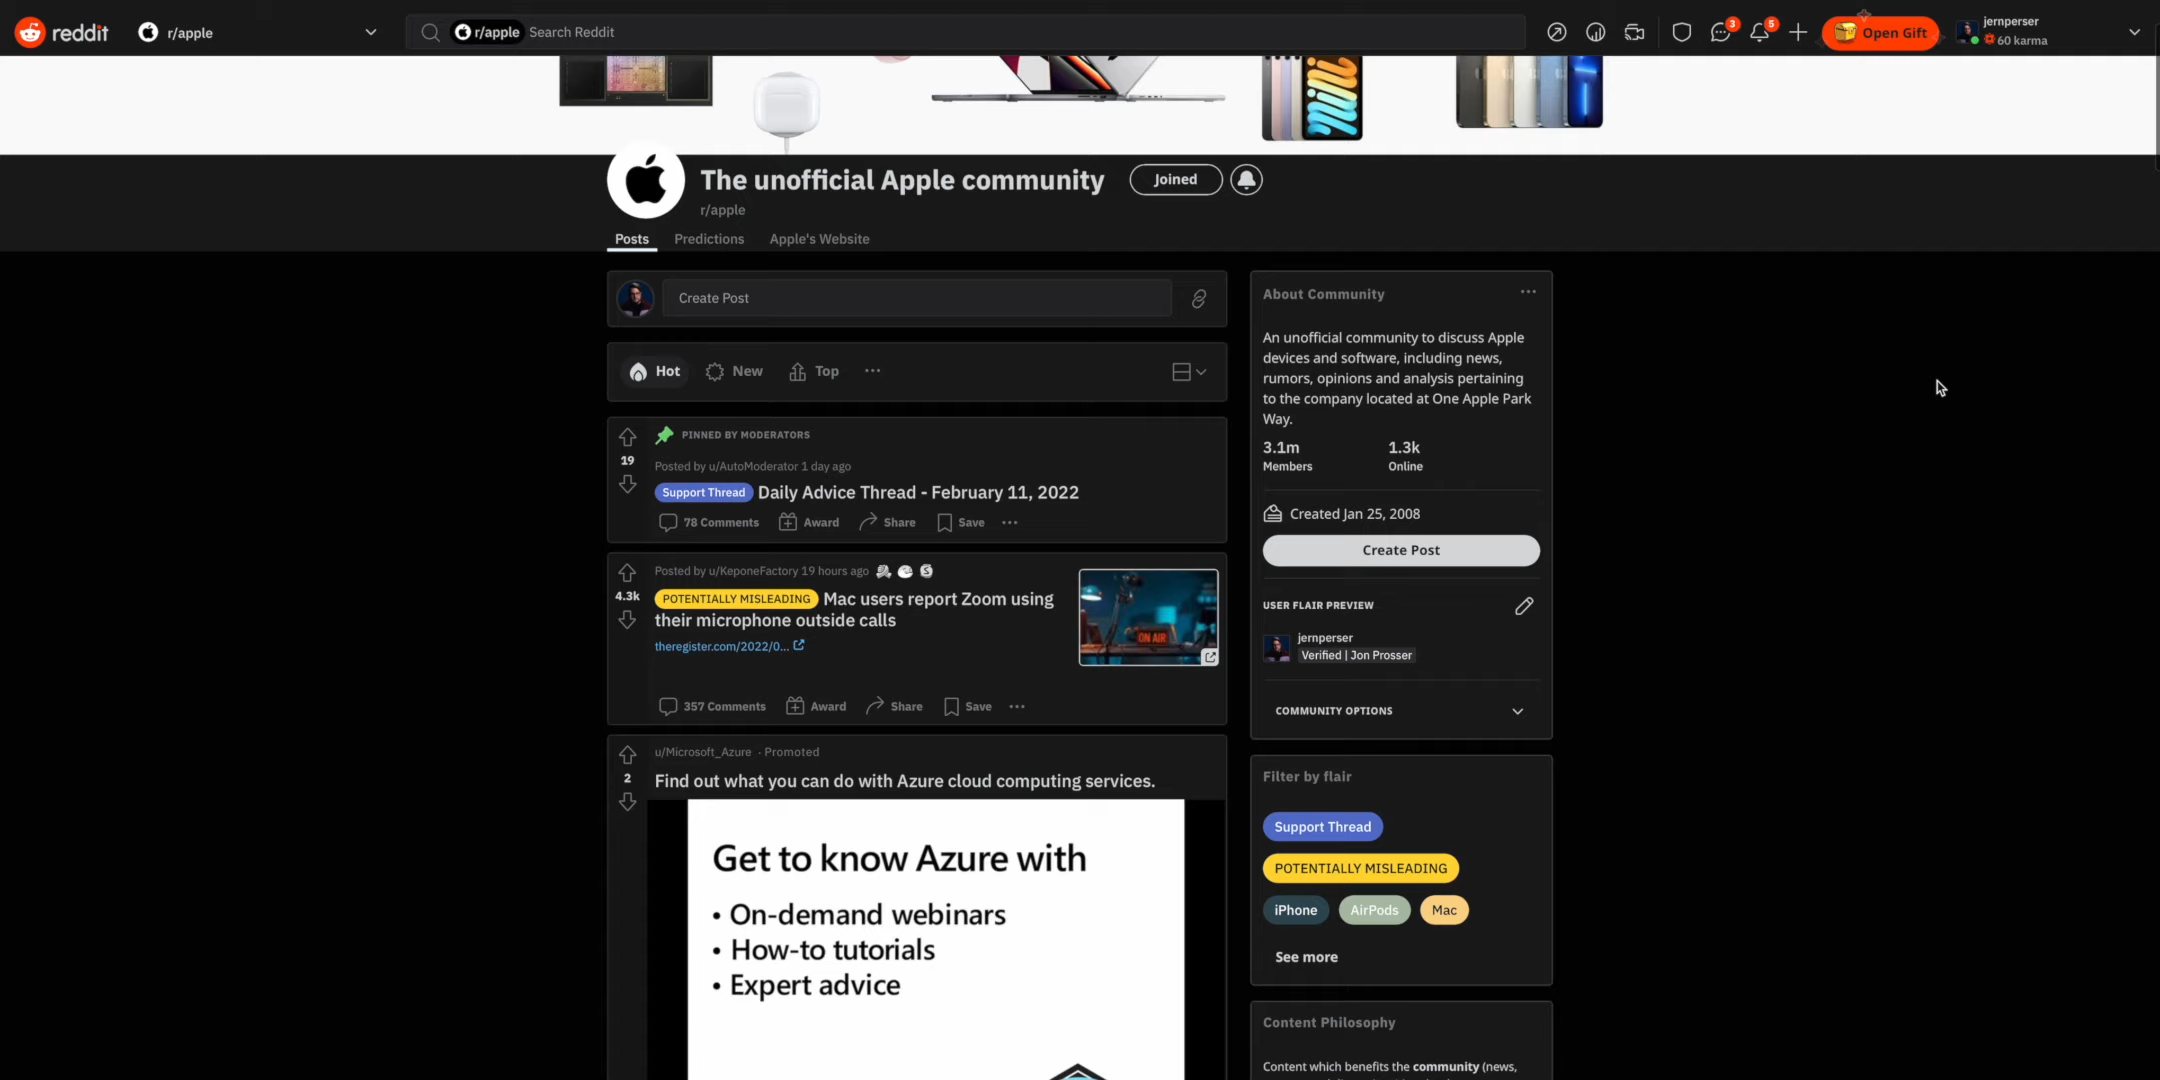 reddit
r/apple
r/apple Search Reddit
3
5
Open Gift
jernperser
60 karma
The unofficial Apple community
Joined
r/apple
Posts
Predictions
Apple's Website
Create Post
Hot
New
Top
PINNED BY MODERATORS
19
Posted by u/AutoModerator 1 day ago
Support Thread Daily Advice Thread - February 11, 2022
78 Comments
Award
Share
Save
Posted by u/KeponeFactory 19 hours ago
4.3k
POTENTIALLY MISLEADING Mac users report Zoom using
their microphone outside calls
theregister.com/2022/0...
ON AIR
357 Comments
Award
Share
Save
u/Microsoft_Azure · Promoted
2
Find out what you can do with Azure cloud computing services.
Get to know Azure with
• On-demand webinars
• How-to tutorials
• Expert advice
About Community
An unofficial community to discuss Apple
devices and software, including news,
rumors, opinions and analysis pertaining
to the company located at One Apple Park
Way.
3.1m
Members
1.3k
Online
Created Jan 25, 2008
Create Post
USER FLAIR PREVIEW
jernperser
Verified | Jon Prosser
COMMUNITY OPTIONS
Filter by flair
Support Thread
POTENTIALLY MISLEADING
iPhone
AirPods
Mac
See more
Content Philosophy
Content which benefits the community (news,